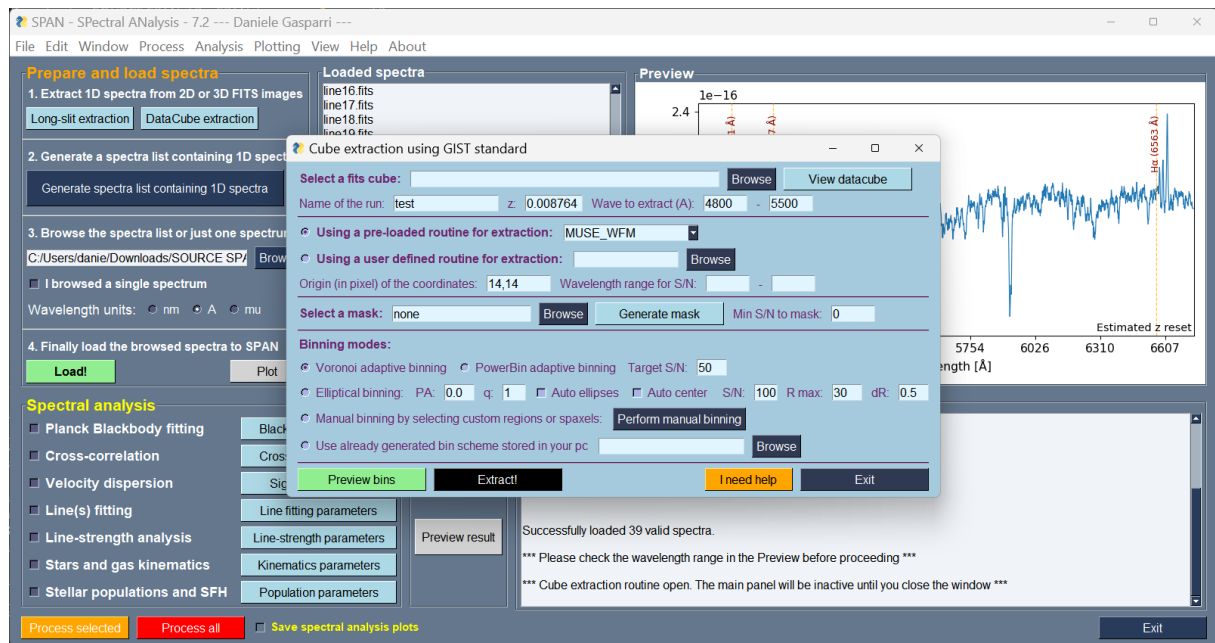 SPAN - SPectral ANalysis - 7.2 --- Daniele Gasparri ---
File Edit Window Process Analysis Plotting View Help About
Prepare and load spectra
1. Extract 1D spectra from 2D or 3D FITS images
Long-slit extraction DataCube extraction
2. Generate a spectra list containing 1D spect
Generate spectra list containing 1D spectra
3. Browse the spectra list or just one spectru
C:/Users/danie/Downloads/SOURCE SPA Brow
I browsed a single spectrum
Wavelength units: nm A mu
4. Finally load the browsed spectra to SPAN
Load! Plot
Loaded spectra
line16.fits
line17.fits
line18.fits
line19.fits
Preview
1e−16
2.4
Hα (6563 Å)
Estimated z reset
5754 6026 6310 6607
ength [Å]
Cube extraction using GIST standard
Select a fits cube: Browse View datacube
Name of the run: test z: 0.008764 Wave to extract (A): 4800 - 5500
Using a pre-loaded routine for extraction: MUSE_WFM
Using a user defined routine for extraction: Browse
Origin (in pixel) of the coordinates: 14,14 Wavelength range for S/N: -
Select a mask: none Browse Generate mask Min S/N to mask: 0
Binning modes:
Voronoi adaptive binning PowerBin adaptive binning Target S/N: 50
Elliptical binning: PA: 0.0 q: 1 Auto ellipses Auto center S/N: 100 R max: 30 dR: 0.5
Manual binning by selecting custom regions or spaxels: Perform manual binning
Use already generated bin scheme stored in your pc Browse
Preview bins Extract! I need help Exit
Spectral analysis
Planck Blackbody fitting Black
Cross-correlation Cros
Velocity dispersion Sig
Line(s) fitting Line fitting parameters
Line-strength analysis Line-strength parameters
Stars and gas kinematics Kinematics parameters
Stellar populations and SFH Population parameters
Preview result
Successfully loaded 39 valid spectra.
*** Please check the wavelength range in the Preview before proceeding ***
*** Cube extraction routine open. The main panel will be inactive until you close the window ***
Process selected Process all Save spectral analysis plots Exit